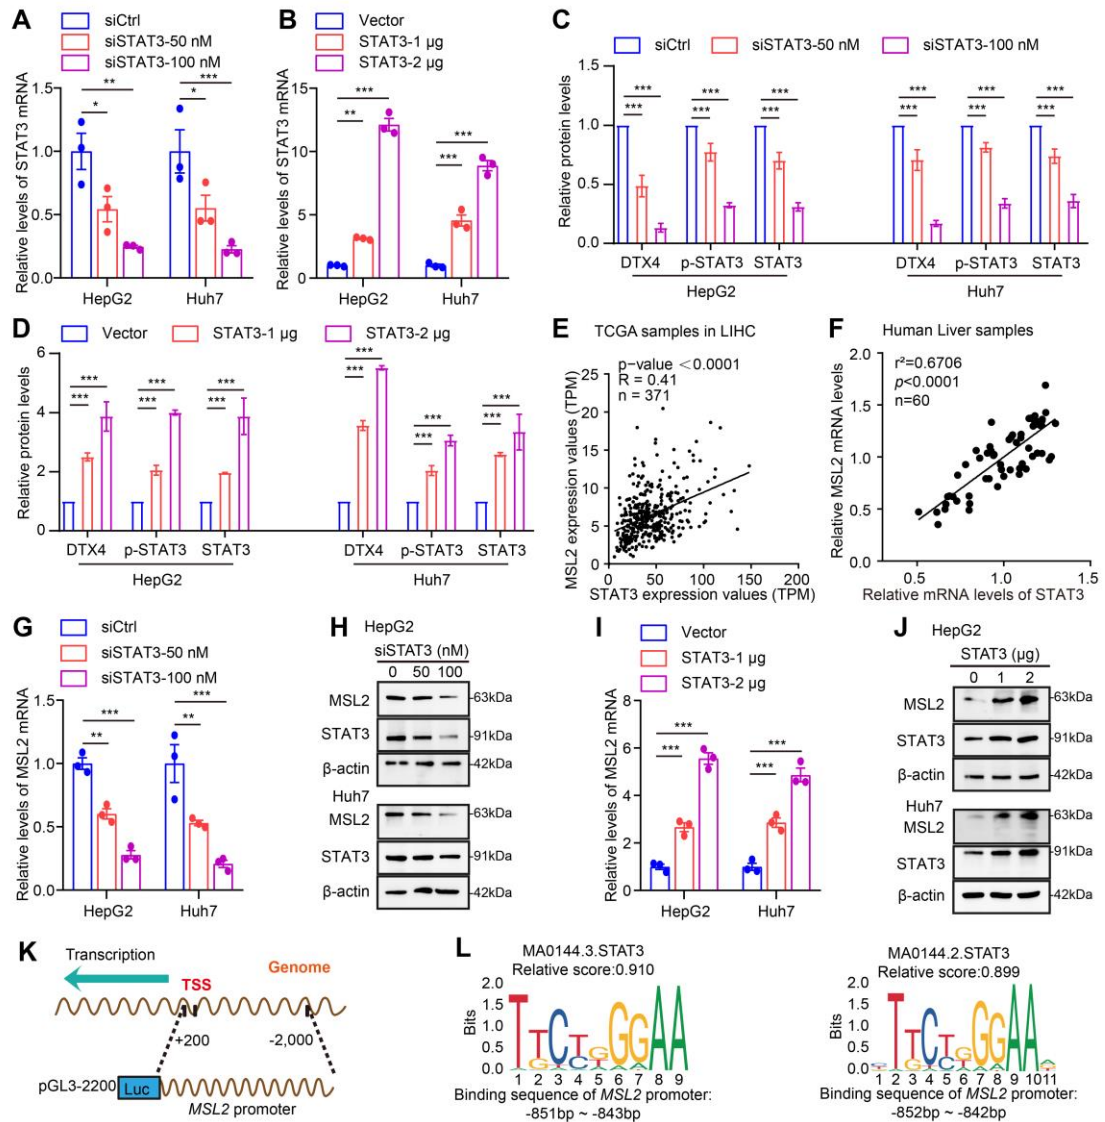 A
siCtrl
siSTAT3-50 nM
siSTAT3-100 nM
Relative levels of STAT3 mRNA
1.5
1.0
0.5
0.0
**
*
***
*
HepG2
Huh7
B
Vector
STAT3-1 µg
STAT3-2 µg
Relative levels of STAT3 mRNA
15
10
5
0
***
**
***
***
HepG2
Huh7
C
siCtrl
siSTAT3-50 nM
siSTAT3-100 nM
Relative protein levels
1.5
1.0
0.5
0.0
***
***
***
***
***
***
***
***
***
***
***
***
DTX4
p-STAT3
STAT3
DTX4
p-STAT3
STAT3
HepG2
Huh7
D
Vector
STAT3-1 µg
STAT3-2 µg
Relative protein levels
6
4
2
0
***
***
***
***
***
***
***
***
***
***
***
***
DTX4
p-STAT3
STAT3
DTX4
p-STAT3
STAT3
HepG2
Huh7
E
TCGA samples in LIHC
p-value <0.0001
R = 0.41
n = 371
MSL2 expression values (TPM)
25
20
15
10
5
0
0
50
100
150
200
STAT3 expression values (TPM)
F
Human Liver samples
r²=0.6706
p<0.0001
n=60
Relative MSL2 mRNA levels
2.0
1.5
1.0
0.5
0.0
0.5
1.0
1.5
Relative mRNA levels of STAT3
G
siCtrl
siSTAT3-50 nM
siSTAT3-100 nM
Relative levels of MSL2 mRNA
1.5
1.0
0.5
0.0
***
**
***
**
HepG2
Huh7
H
HepG2
siSTAT3 (nM)
0 50 100
MSL2 -63kDa
STAT3 -91kDa
β-actin -42kDa
Huh7
MSL2 -63kDa
STAT3 -91kDa
β-actin -42kDa
I
Vector
STAT3-1 µg
STAT3-2 µg
Relative levels of MSL2 mRNA
8
6
4
2
0
***
***
***
***
HepG2
Huh7
J
HepG2
STAT3 (µg)
0 1 2
MSL2 -63kDa
STAT3 -91kDa
β-actin -42kDa
Huh7
MSL2 -63kDa
STAT3 -91kDa
β-actin -42kDa
K
Transcription
Genome
TSS
+200
-2,000
pGL3-2200
Luc
MSL2 promoter
L
MA0144.3.STAT3
Relative score:0.910
Bits
2.0
1.5
1.0
0.5
0.0
1 2 3 4 5 6 7 8 9
Binding sequence of MSL2 promoter:
-851bp ~ -843bp
MA0144.2.STAT3
Relative score:0.899
Bits
2.0
1.5
1.0
0.5
0.0
1 2 3 4 5 6 7 8 9 1011
Binding sequence of MSL2 promoter:
-852bp ~ -842bp